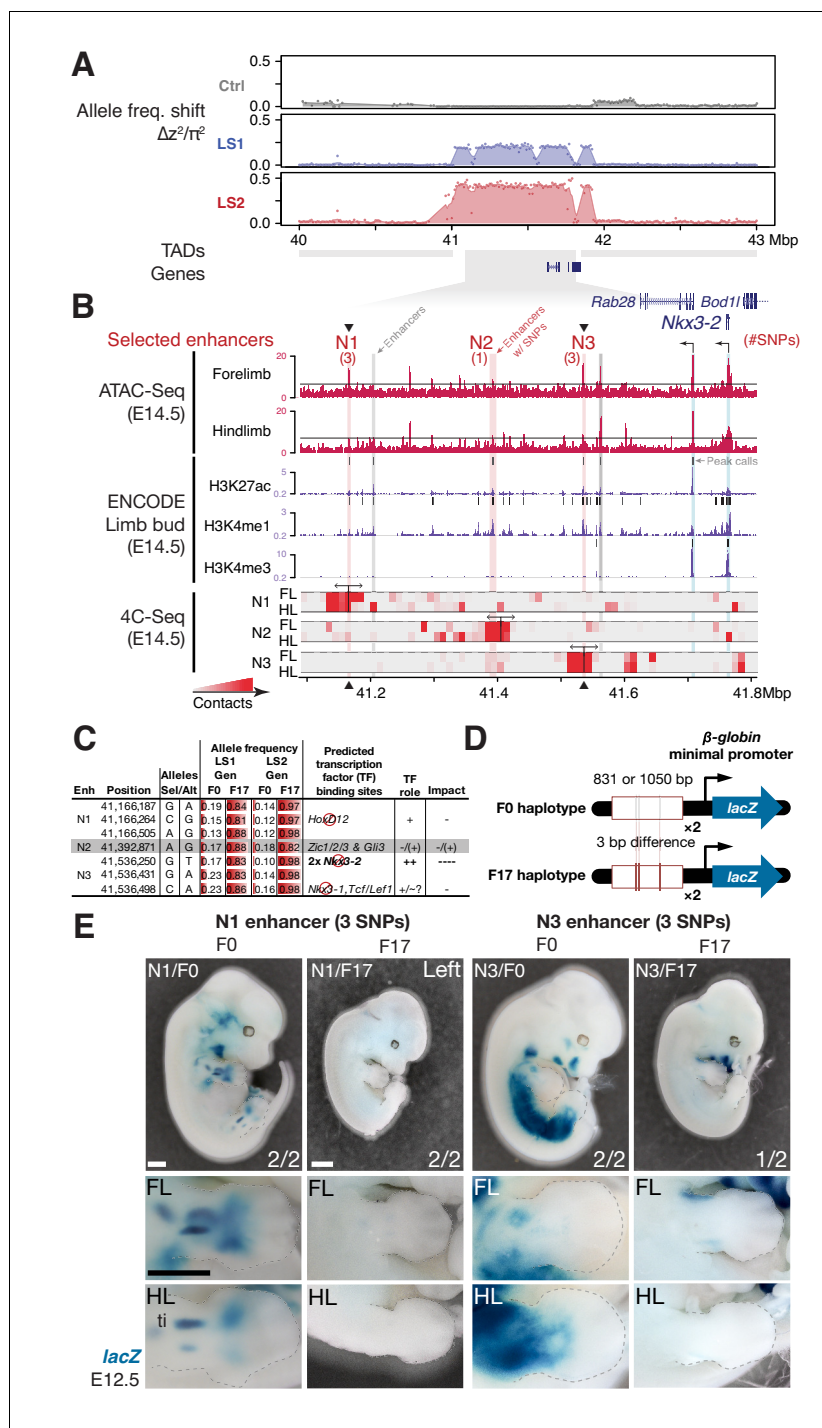 A
Ctrl
0.5
0.0
Allele freq. shift
Δz²/π²
LS1
0.5
0.0
LS2
0.5
0.0
40 41 42 43 Mbp
TADs
Genes
B
Rab28 Bod1l
Nkx3-2
Selected enhancers
N1
(3)
Enhancers
N2
(1)
Enhancers
w/ SNPs
N3
(3)
(#SNPs)
ATAC-Seq
(E14.5)
Forelimb
20
0
Hindlimb
20
0
Peak calls
ENCODE
Limb bud
(E14.5)
H3K27ac
5
0.2
H3K4me1
3
0.2
H3K4me3
10
0.2
4C-Seq
(E14.5)
N1 FL
HL
N2 FL
HL
N3 FL
HL
Contacts
41.2 41.4 41.6 41.8Mbp
C
Enh Position Alleles Sel/Alt Allele frequency LS1 Gen F0 F17 LS2 Gen F0 F17 Predicted transcription factor (TF) binding sites TF role Impact
41,166,187 G A 0.19 0.84 0.14 0.97
N1 41,166,264 C G 0.15 0.81 0.12 0.97 HoxD12 + -
41,166,505 A G 0.13 0.88 0.12 0.98
N2 41,392,871 A G 0.17 0.88 0.18 0.82 Zic1/2/3 & Gli3 -/(+) -/(+)
41,536,250 G T 0.17 0.83 0.10 0.98 2x Nkx3-2 ++ ----
N3 41,536,431 G A 0.23 0.83 0.14 0.98
41,536,498 C A 0.23 0.86 0.16 0.98 Nkx3-1,Tcf/Lef1 +/~? -
D
β-globin
minimal promoter
831 or 1050 bp
F0 haplotype
lacZ
×2
3 bp difference
F17 haplotype
lacZ
×2
E
N1 enhancer (3 SNPs) N3 enhancer (3 SNPs)
F0 F17 F0 F17
N1/F0 N1/F17 Left N3/F0 N3/F17
2/2 2/2 2/2 1/2
FL FL FL FL
HL HL HL HL
ti
lacZ
E12.5